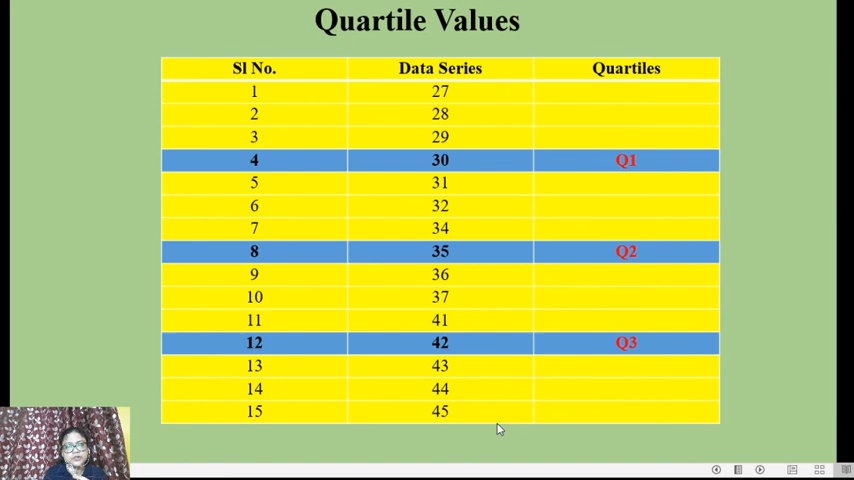 Quartile Values
Sl No. Data Series Quartiles
1 27
2 28
3 29
4 30 Q1
5 31
6 32
7 34
8 35 Q2
9 36
10 37
11 41
12 42 Q3
13 43
14 44
15 45